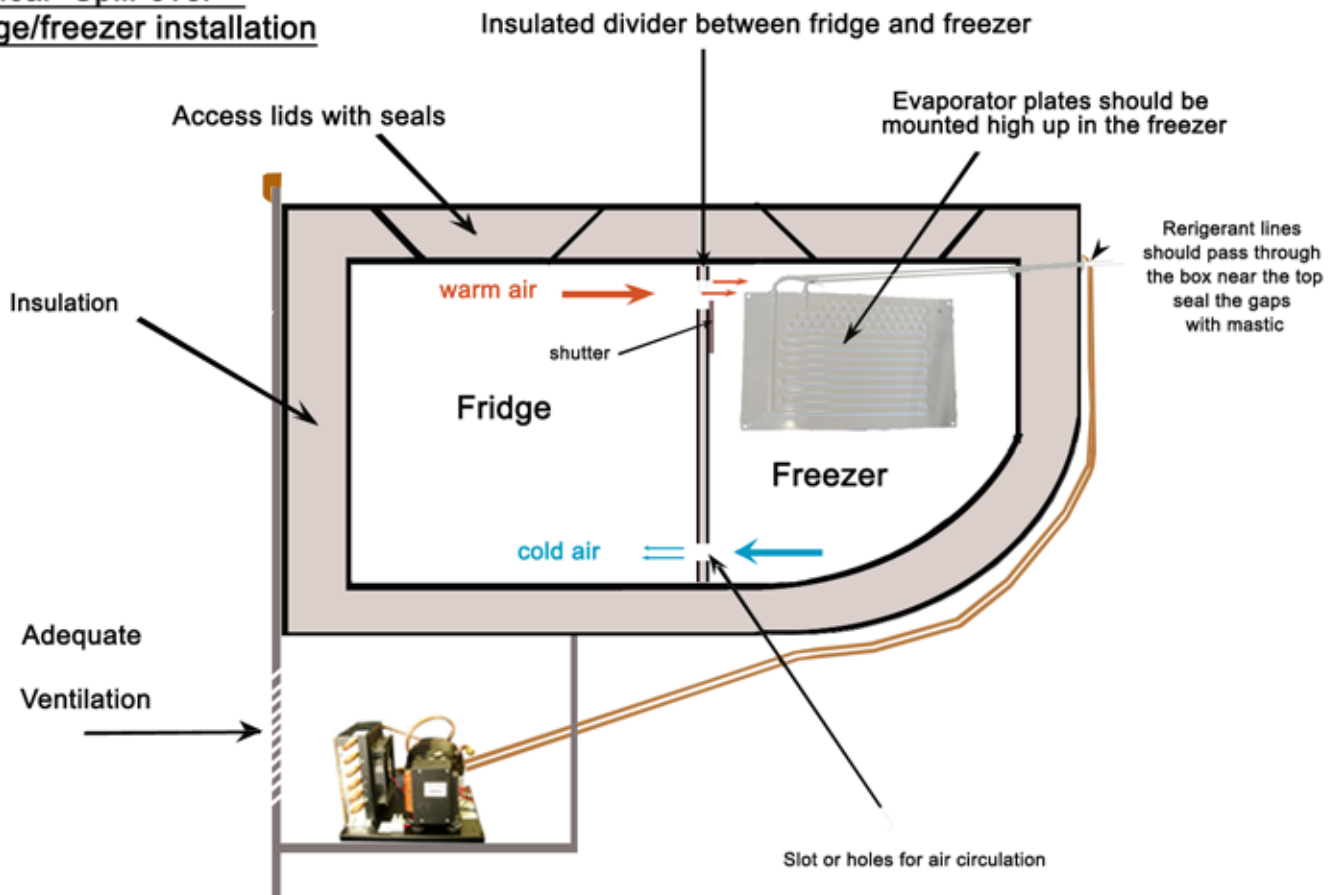 ge/freezer installation
Insulated divider between fridge and freezer
Access lids with seals
Evaporator plates should be
mounted high up in the freezer
Rerigerant lines
should pass through
the box near the top
seal the gaps
with mastic
Insulation
warm air
shutter
Fridge
Freezer
cold air
Adequate
Ventilation
Slot or holes for air circulation